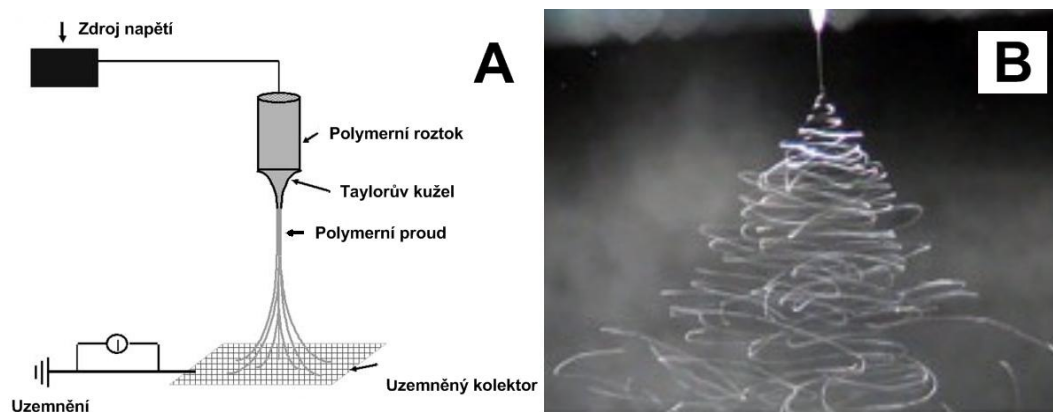 Zdroj napětí
A
B
Polymerní roztok
Taylorův kužel
Polymerní proud
Uzemněný kolektor
Uzemnění